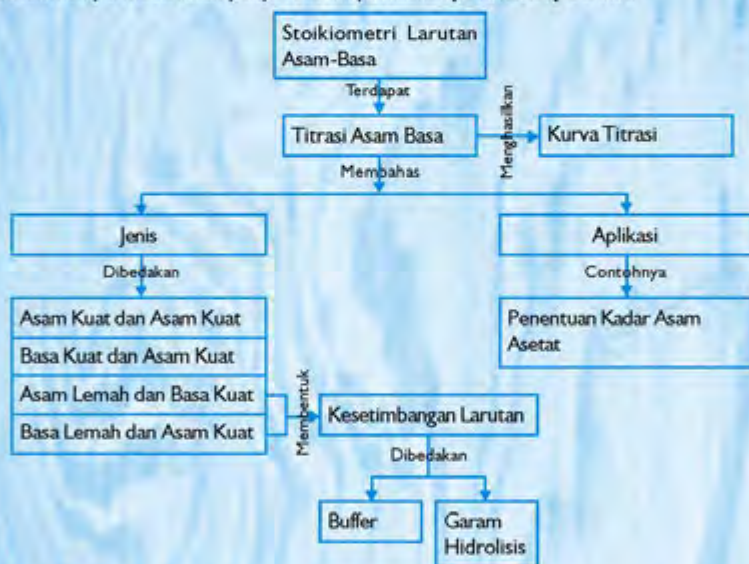 Stoikiometri Larutan
Asam-Basa
Terdapat
Titrasi Asam Basa
Menghasilkan
Kurva Titrasi
Membahas
Jenis
Aplikasi
Dibedakan
Contohnya
Asam Kuat dan Asam Kuat
Basa Kuat dan Asam Kuat
Asam Lemah dan Basa Kuat
Basa Lemah dan Asam Kuat
Penentuan Kadar Asam
Asetat
Membentuk
Kesetimbangan Larutan
Dibedakan
Buffer
Garam
Hidrolisis